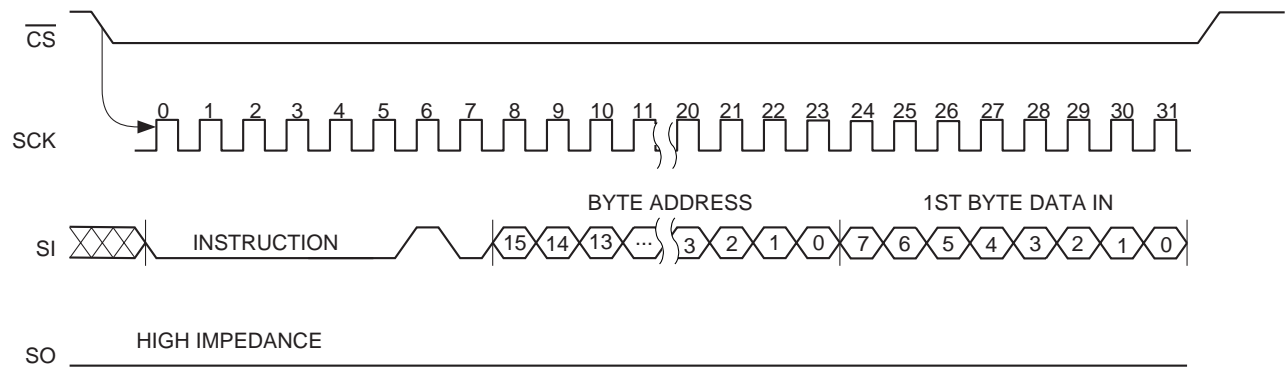 CS
0 1 2 3 4 5 6 7 8 9 10 11 20 21 22 23 24 25 26 27 28 29 30 31
SCK
BYTE ADDRESS 1ST BYTE DATA IN
SI INSTRUCTION 15 14 13 ... 3 2 1 0 7 6 5 4 3 2 1 0
HIGH IMPEDANCE
SO